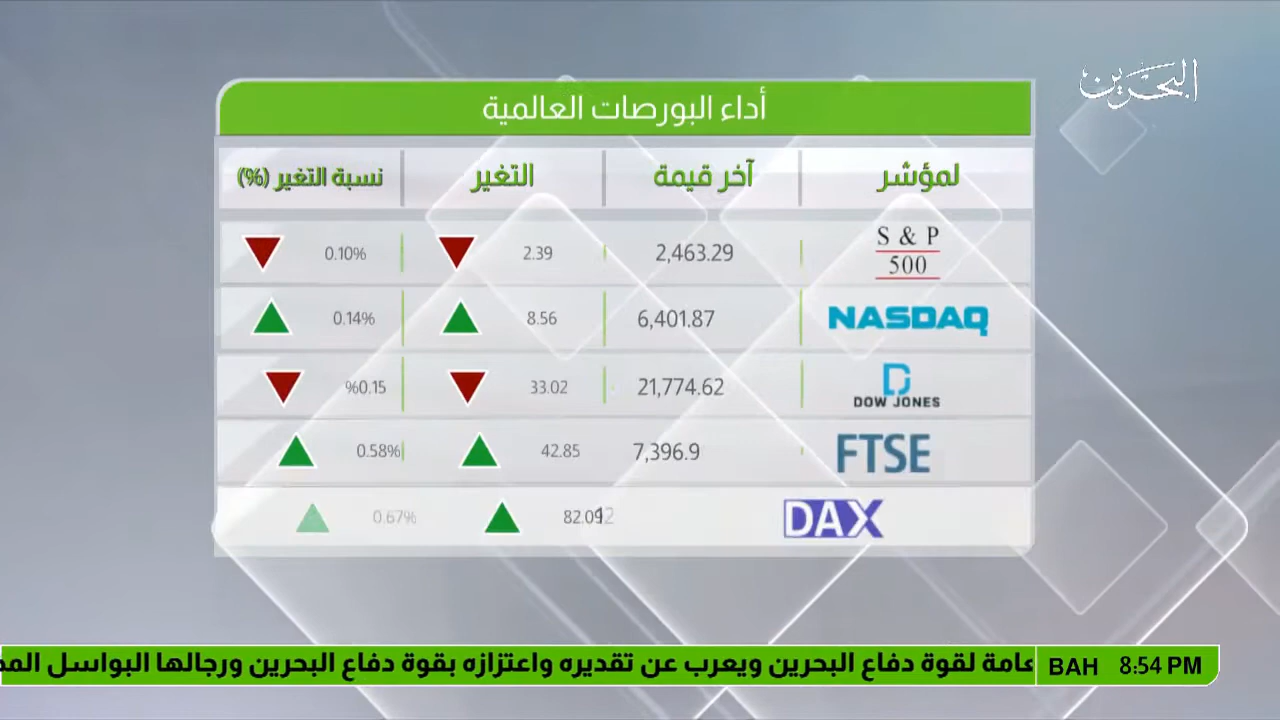 البحرين
أداء البورصات العالمية
لمؤشر آخر قيمة التغير نسبة التغير (%)
S & P 500 2,463.29 2.39 0.10%
NASDAQ 6,401.87 8.56 0.14%
DOW JONES 21,774.62 33.02 %0.15
FTSE 7,396.9 42.85 0.58%
DAX 82.09 0.67%
عامة لقوة دفاع البحرين ويعرب عن تقديره واعتزازه بقوة دفاع البحرين ورجالها البواسل
BAH 8:54 PM